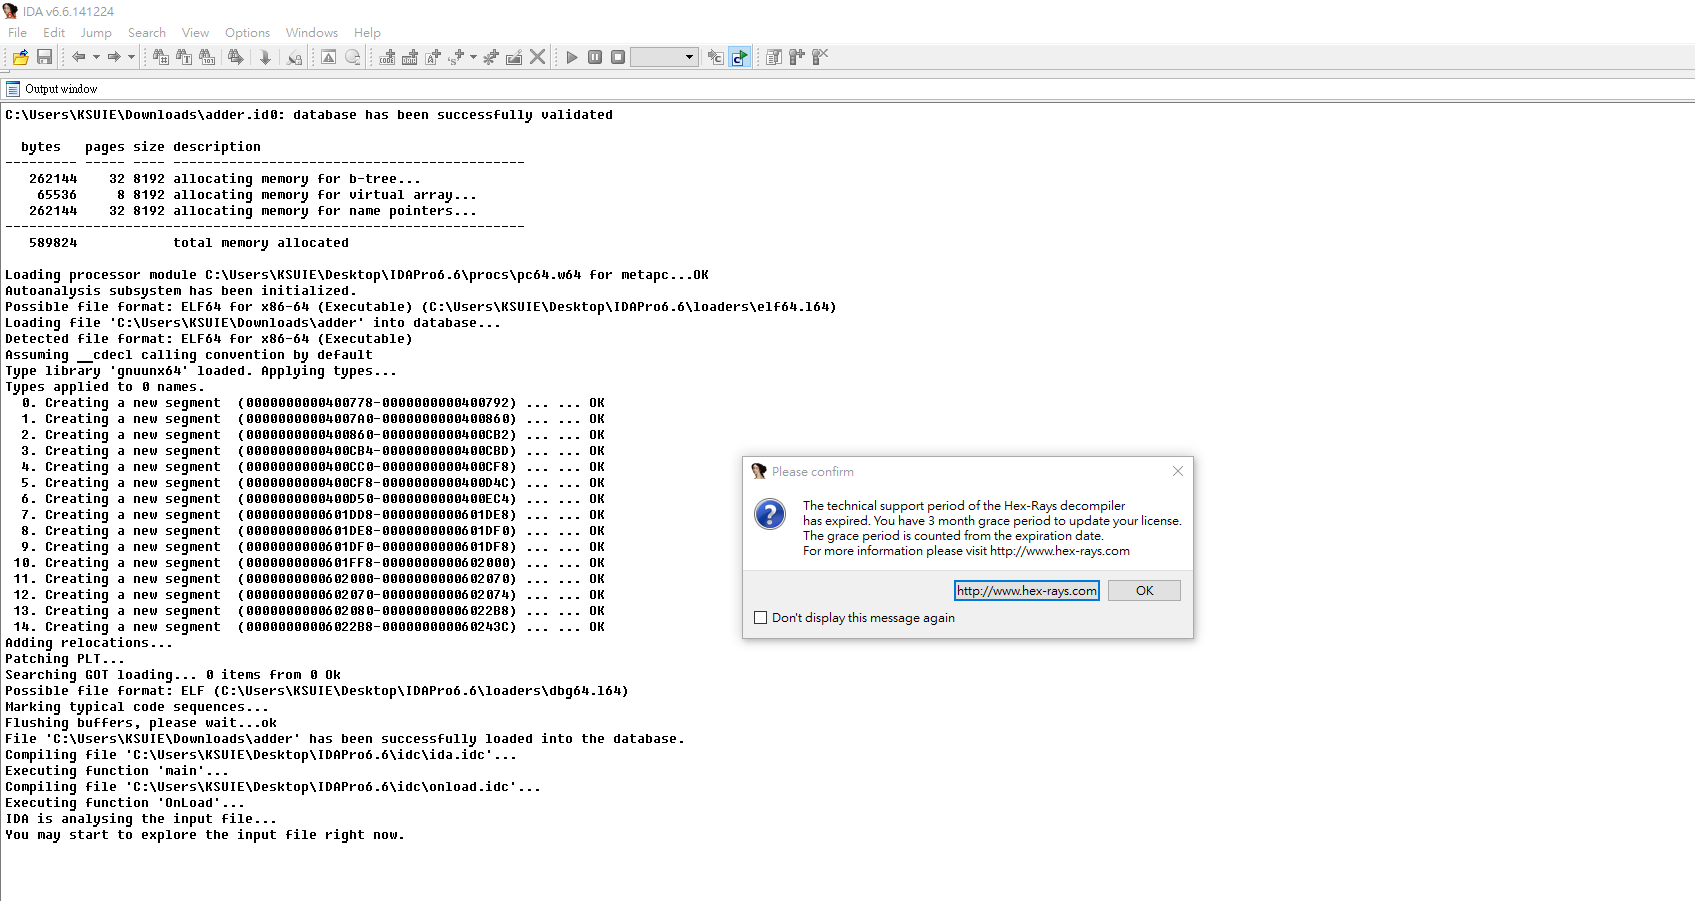 IDA v6.6.141224
File Edit Jump Search View Options Windows Help
Output window
C:\Users\KSUIE\Downloads\adder.id0: database has been successfully validated
bytes pages size description
--------- ----- ---- --------------------------------------------
262144 32 8192 allocating memory for b-tree...
65536 8 8192 allocating memory for virtual array...
262144 32 8192 allocating memory for name pointers...
-----------------------------------------------------------------
589824 total memory allocated
Loading processor module C:\Users\KSUIE\Desktop\IDAPro6.6\procs\pc64.w64 for metapc...OK
Autoanalysis subsystem has been initialized.
Possible file format: ELF64 for x86-64 (Executable) (C:\Users\KSUIE\Desktop\IDAPro6.6\loaders\elf64.l64)
Loading file 'C:\Users\KSUIE\Downloads\adder' into database...
Detected file format: ELF64 for x86-64 (Executable)
Assuming __cdecl calling convention by default
Type library 'gnuunx64' loaded. Applying types...
Types applied to 0 names.
0. Creating a new segment (0000000000400778-0000000000400792) ... ... OK
1. Creating a new segment (00000000004007A0-0000000000400860) ... ... OK
2. Creating a new segment (0000000000400860-0000000000400CB2) ... ... OK
3. Creating a new segment (0000000000400CB4-0000000000400CBD) ... ... OK
4. Creating a new segment (0000000000400CC0-0000000000400CF8) ... ... OK
5. Creating a new segment (0000000000400CF8-0000000000400D4C) ... ... OK
6. Creating a new segment (0000000000400D50-0000000000400EC4) ... ... OK
7. Creating a new segment (0000000000601DD8-0000000000601DE8) ... ... OK
8. Creating a new segment (0000000000601DE8-0000000000601DF0) ... ... OK
9. Creating a new segment (0000000000601DF0-0000000000601DF8) ... ... OK
10. Creating a new segment (0000000000601FF8-0000000000602000) ... ... OK
11. Creating a new segment (0000000000602000-0000000000602070) ... ... OK
12. Creating a new segment (0000000000602070-0000000000602074) ... ... OK
13. Creating a new segment (0000000000602080-00000000006022B8) ... ... OK
14. Creating a new segment (00000000006022B8-000000000060243C) ... ... OK
Adding relocations...
Patching PLT...
Searching GOT loading... 0 items from 0 Ok
Possible file format: ELF (C:\Users\KSUIE\Desktop\IDAPro6.6\loaders\dbg64.l64)
Marking typical code sequences...
Flushing buffers, please wait...ok
File 'C:\Users\KSUIE\Downloads\adder' has been successfully loaded into the database.
Compiling file 'C:\Users\KSUIE\Desktop\IDAPro6.6\idc\ida.idc'...
Executing function 'main'...
Compiling file 'C:\Users\KSUIE\Desktop\IDAPro6.6\idc\onload.idc'...
Executing function 'OnLoad'...
IDA is analysing the input file...
You may start to explore the input file right now.
Please confirm
The technical support period of the Hex-Rays decompiler
has expired. You have 3 month grace period to update your license.
The grace period is counted from the expiration date.
For more information please visit http://www.hex-rays.com
http://www.hex-rays.com OK
Don't display this message again